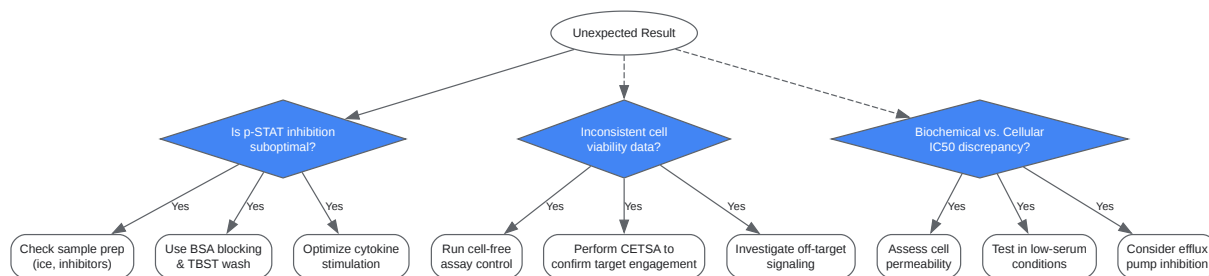 Unexpected Result
Is p-STAT inhibition
suboptimal?
Inconsistent cell
viability data?
Biochemical vs. Cellular
IC50 discrepancy?
Yes
Yes
Yes
Yes
Yes
Yes
Yes
Yes
Yes
Check sample prep
(ice, inhibitors)
Use BSA blocking
& TBST wash
Optimize cytokine
stimulation
Run cell-free
assay control
Perform CETSA to
confirm target engagement
Investigate off-target
signaling
Assess cell
permeability
Test in low-serum
conditions
Consider efflux
pump inhibition